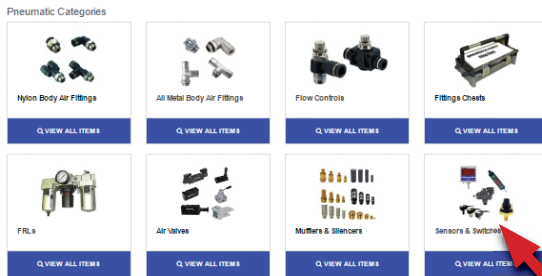 Pneumatic Categories
Nylon Body Air Fittings
All Metal Body Air Fittings
Flow Controls
Fittings Chests
VIEW ALL ITEMS
VIEW ALL ITEMS
VIEW ALL ITEMS
VIEW ALL ITEMS
FRLs
Air Valves
Mufflers & Silencers
Sensors & Switches
VIEW ALL ITEMS
VIEW ALL ITEMS
VIEW ALL ITEMS
VIEW ALL ITEMS